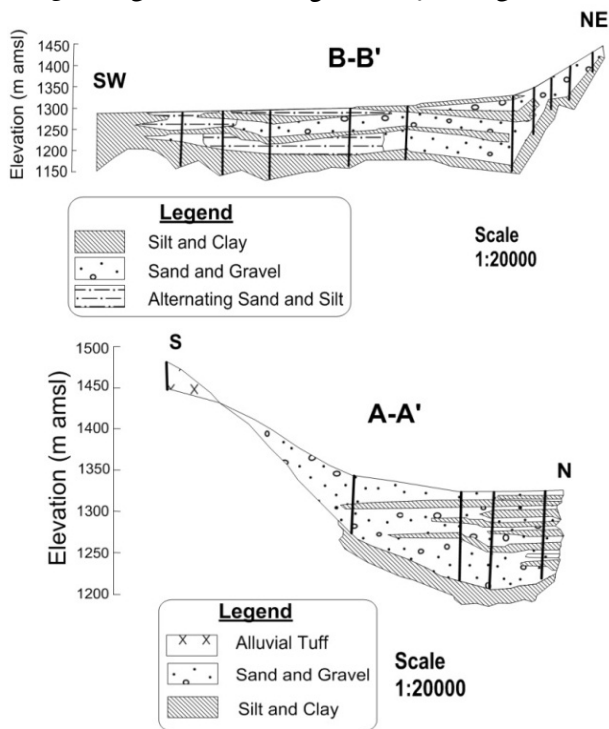 B-B'
NE
SW
Elevation (m amsl)
1450
1400
1350
1300
1250
1200
1150
Legend
Silt and Clay
Sand and Gravel
Alternating Sand and Silt
Scale
1:20000
S
A-A'
N
Elevation (m amsl)
1500
1450
1400
1350
1300
1250
1200
X X
Legend
X X Alluvial Tuff
Sand and Gravel
Silt and Clay
Scale
1:20000